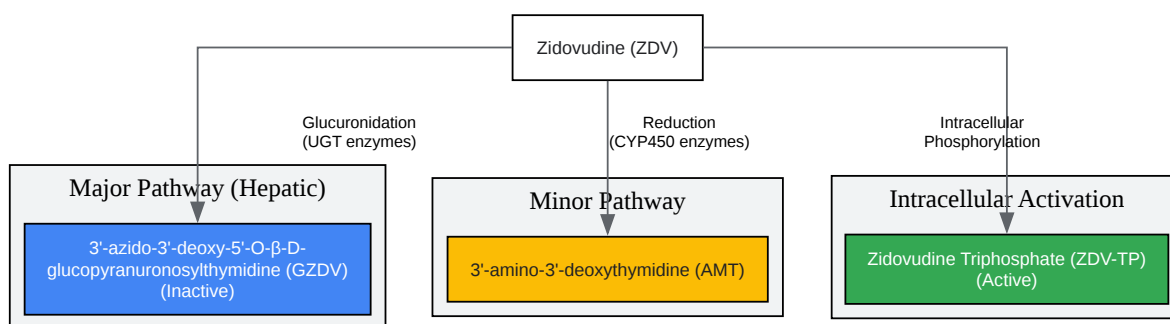 Zidovudine (ZDV)
Glucuronidation
(UGT enzymes)
Reduction
(CYP450 enzymes)
Intracellular
Phosphorylation
Major Pathway (Hepatic)
3'-azido-3'-deoxy-5'-O-β-D-
glucopyranuronosylthymidine (GZDV)
(Inactive)
Minor Pathway
3'-amino-3'-deoxythymidine (AMT)
Intracellular Activation
Zidovudine Triphosphate (ZDV-TP)
(Active)